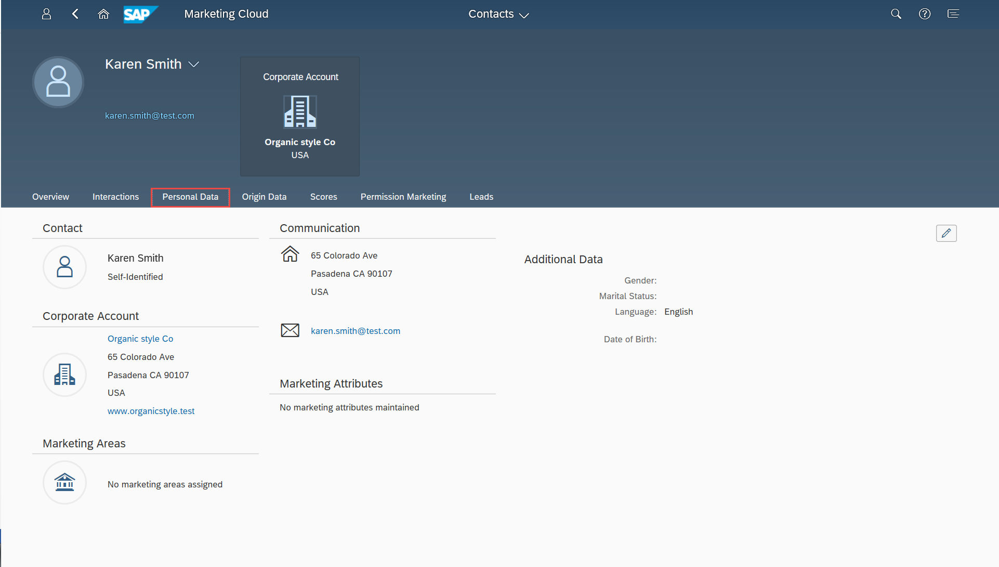 SAP Marketing Cloud
Contacts
Karen Smith
karen.smith@test.com
Corporate Account
Organic style Co
USA
Overview Interactions Personal Data Origin Data Scores Permission Marketing Leads
Contact
Karen Smith
Self-Identified
Corporate Account
Organic style Co
65 Colorado Ave
Pasadena CA 90107
USA
www.organicstyle.test
Marketing Areas
No marketing areas assigned
Communication
65 Colorado Ave
Pasadena CA 90107
USA
karen.smith@test.com
Marketing Attributes
No marketing attributes maintained
Additional Data
Gender:
Marital Status:
Language: English
Date of Birth: